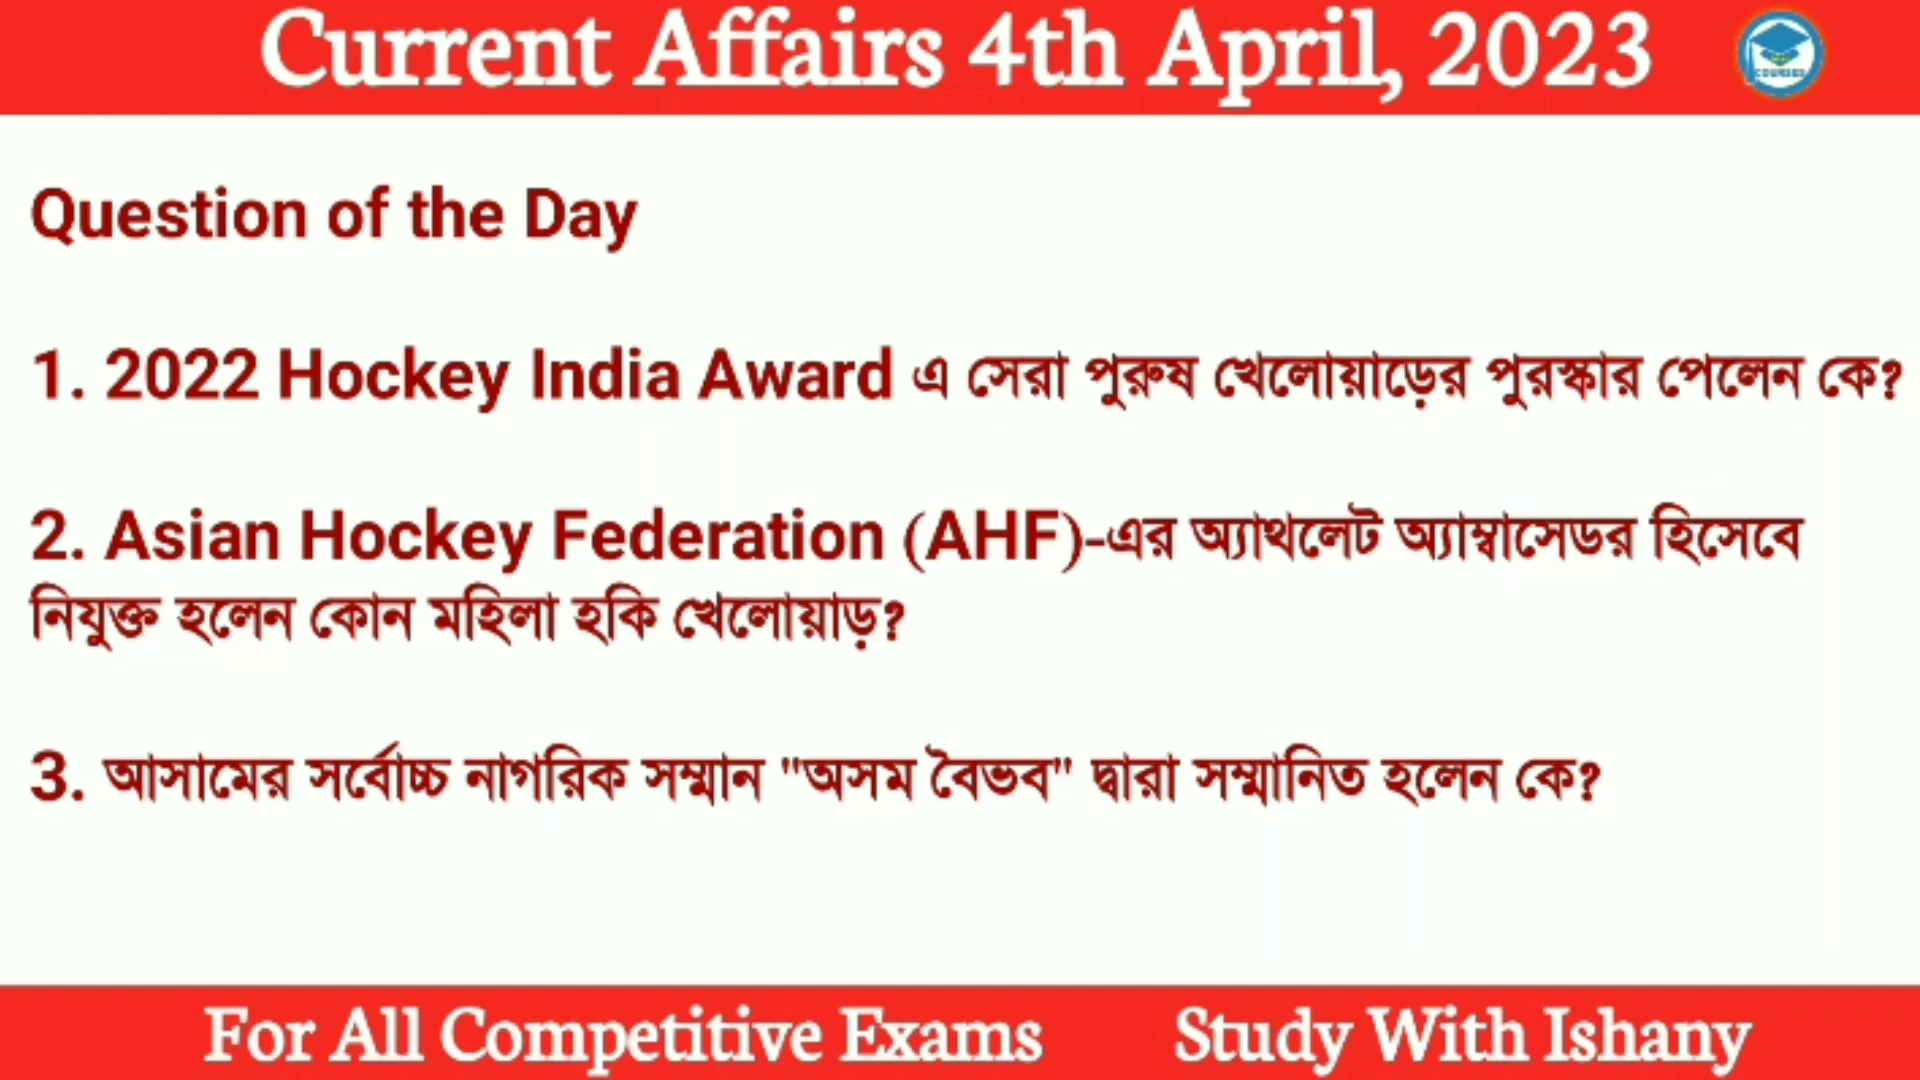 Current Affairs 4th April, 2023
COURSES
Question of the Day
1. 2022 Hockey India Award এ সেরা পুরুষ খেলোয়াড়ের পুরস্কার পেলেন কে?
2. Asian Hockey Federation (AHF)-এর অ্যাথলেট অ্যাম্বাসেডর হিসেবে
নিযুক্ত হলেন কোন মহিলা হকি খেলোয়াড়?
3. আসামের সর্বোচ্চ নাগরিক সম্মান "অসম বৈভব" দ্বারা সম্মানিত হলেন কে?
For All Competitive Exams Study With Ishany